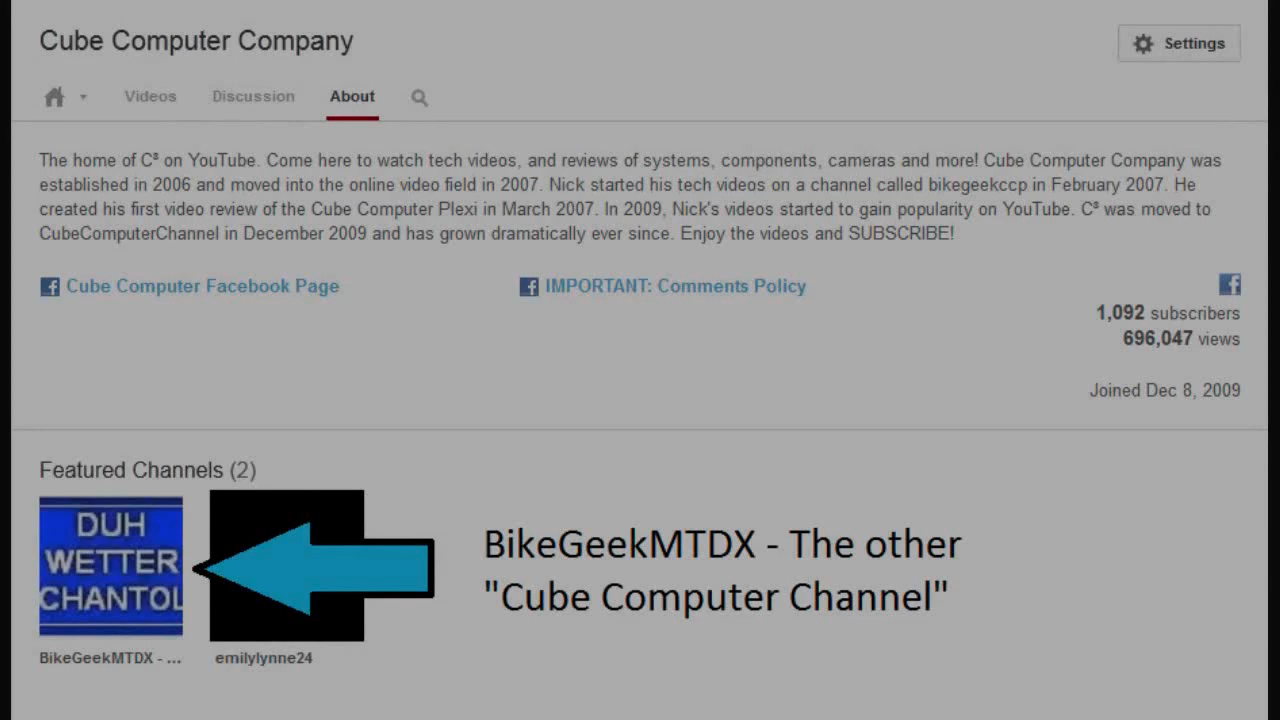 Cube Computer Company
Settings
Videos
Discussion
About
The home of C³ on YouTube. Come here to watch tech videos, and reviews of systems, components, cameras and more! Cube Computer Company was
established in 2006 and moved into the online video field in 2007. Nick started his tech videos on a channel called bikegeekccp in February 2007. He
created his first video review of the Cube Computer Plexi in March 2007. In 2009, Nick's videos started to gain popularity on YouTube. C³ was moved to
CubeComputerChannel in December 2009 and has grown dramatically ever since. Enjoy the videos and SUBSCRIBE!
Cube Computer Facebook Page
IMPORTANT: Comments Policy
1,092 subscribers
696,047 views
Joined Dec 8, 2009
Featured Channels (2)
DUH
WETTER
CHANTOL
BikeGeekMTDX - ...
emilylynne24
BikeGeekMTDX - The other
"Cube Computer Channel"